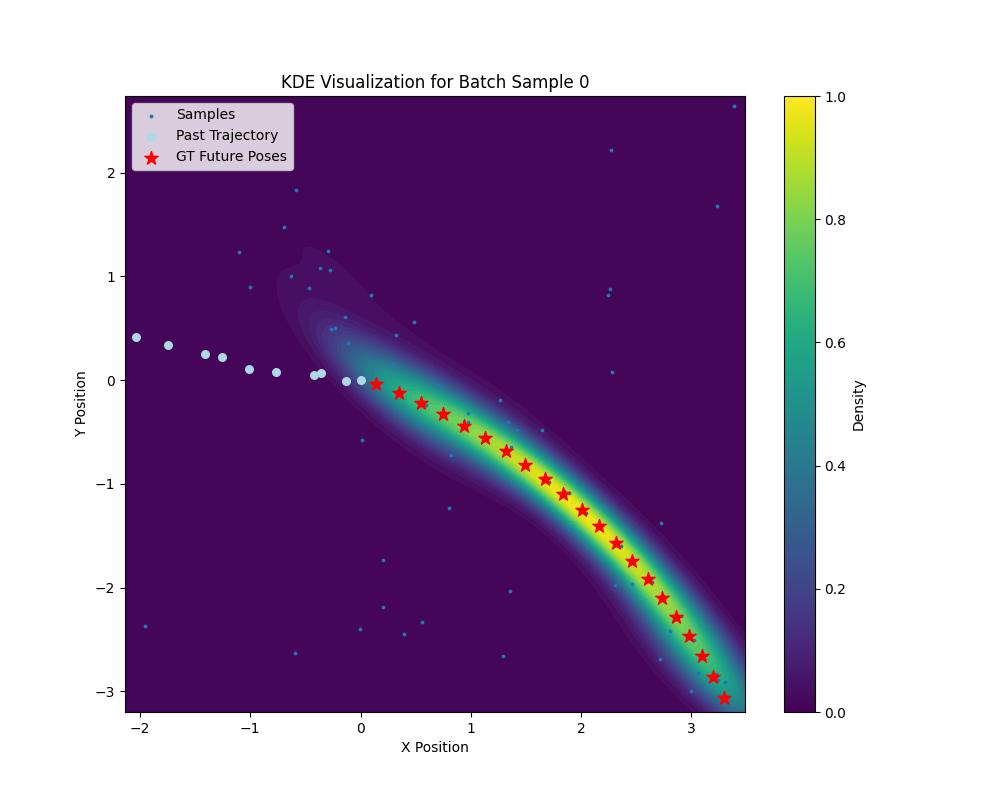 KDE Visualization for Batch Sample 0
Samples
Past Trajectory
GT Future Poses
Y Position
2
1
0
−1
−2
−3
−2
−1
0
1
2
3
X Position
1.0
0.8
0.6
0.4
0.2
0.0
Density